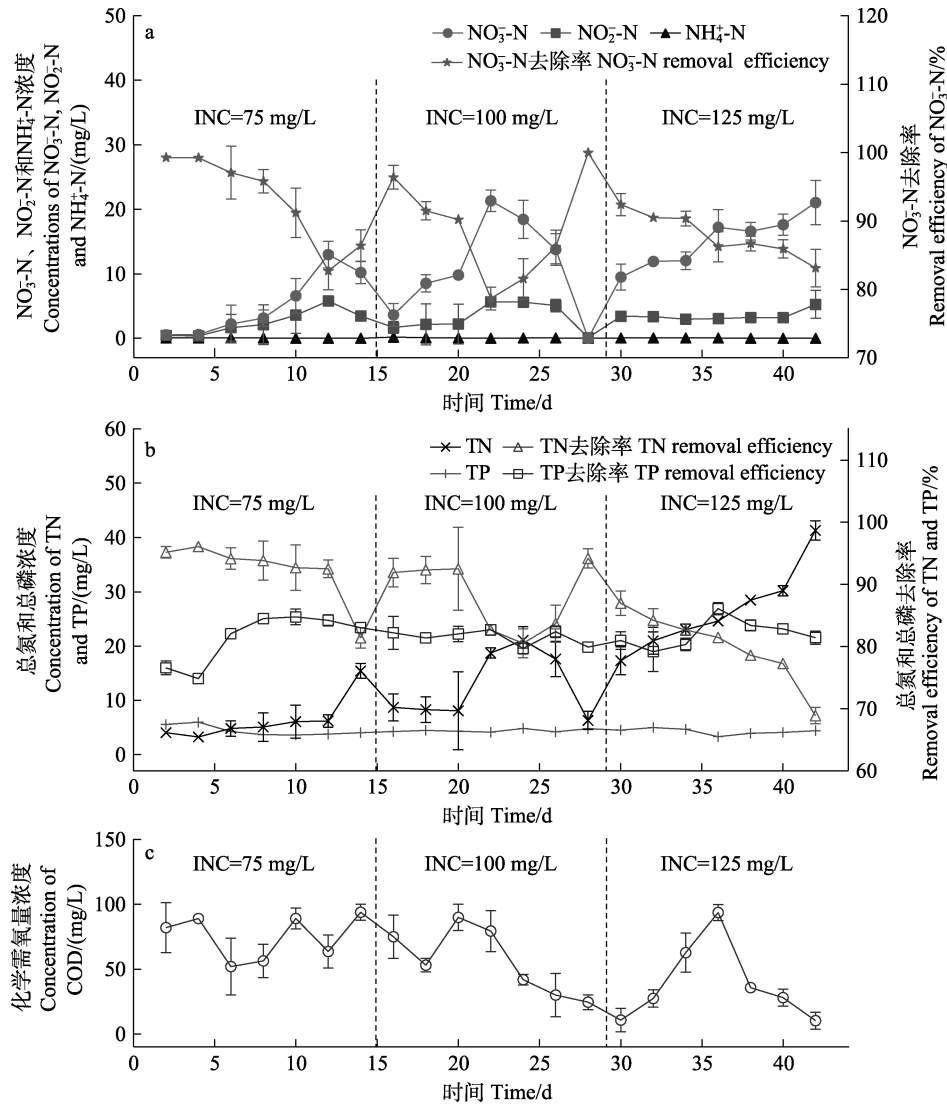 a
NO₃⁻-N NO₂⁻-N NH₄⁺-N
NO₃⁻-N去除率 NO₃⁻-N removal efficiency
INC=75 mg/L INC=100 mg/L INC=125 mg/L
NO₃⁻-N、NO₂⁻-N和NH₄⁺-N浓度
Concentrations of NO₃⁻-N, NO₂⁻-N
and NH₄⁺-N/(mg/L)
50
40
30
20
10
0
120
110
100
90
80
70
NO₃⁻-N去除率
Removal efficiency of NO₃⁻-N/%
0 5 10 15 20 25 30 35 40
时间 Time/d
b
TN TN去除率 TN removal efficiency
TP TP去除率 TP removal efficiency
INC=75 mg/L INC=100 mg/L INC=125 mg/L
总氮和总磷浓度
Concentration of TN
and TP/(mg/L)
60
50
40
30
20
10
0
110
100
90
80
70
60
总氮和总磷去除率
Removal efficiency of TN and TP/%
0 5 10 15 20 25 30 35 40
时间 Time/d
c
INC=75 mg/L INC=100 mg/L INC=125 mg/L
化学需氧量浓度
Concentration of
COD/(mg/L)
150
100
50
0
0 5 10 15 20 25 30 35 40
时间 Time/d